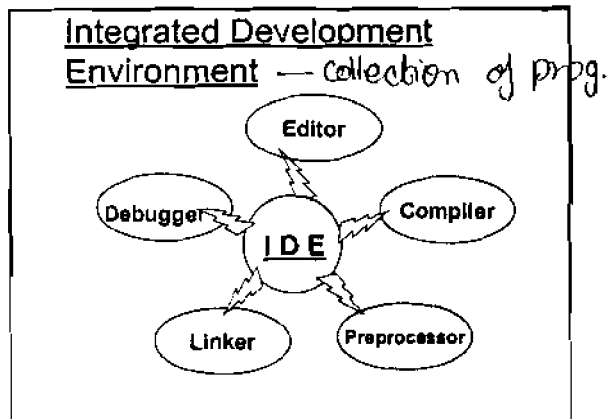 Integrated Development
Environment — collection of prog.
Editor
Debugger
Compiler
I D E
Linker
Preprocessor